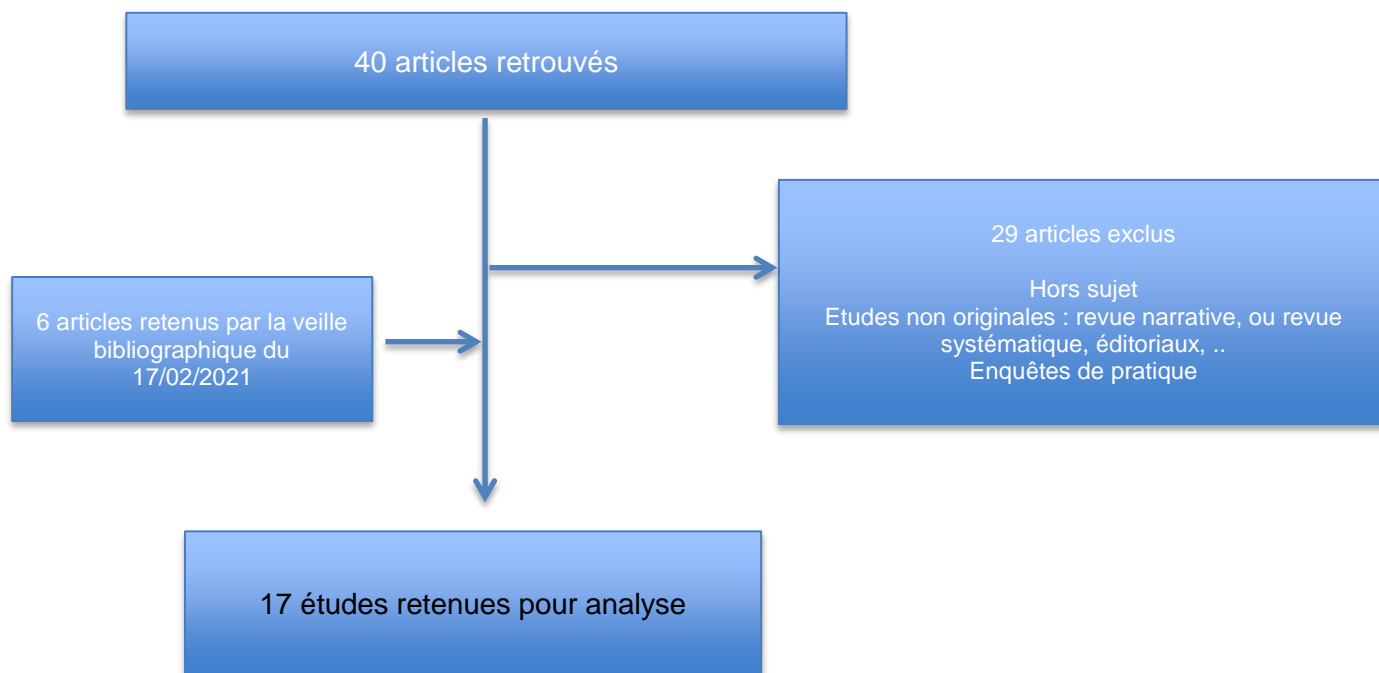 40 articles retrouvés
29 articles exclus
Hors sujet
Etudes non originales : revue narrative, ou revue
systématique, éditoriaux, ..
Enquêtes de pratique
6 articles retenus par la veille
bibliographique du
17/02/2021
17 études retenues pour analyse